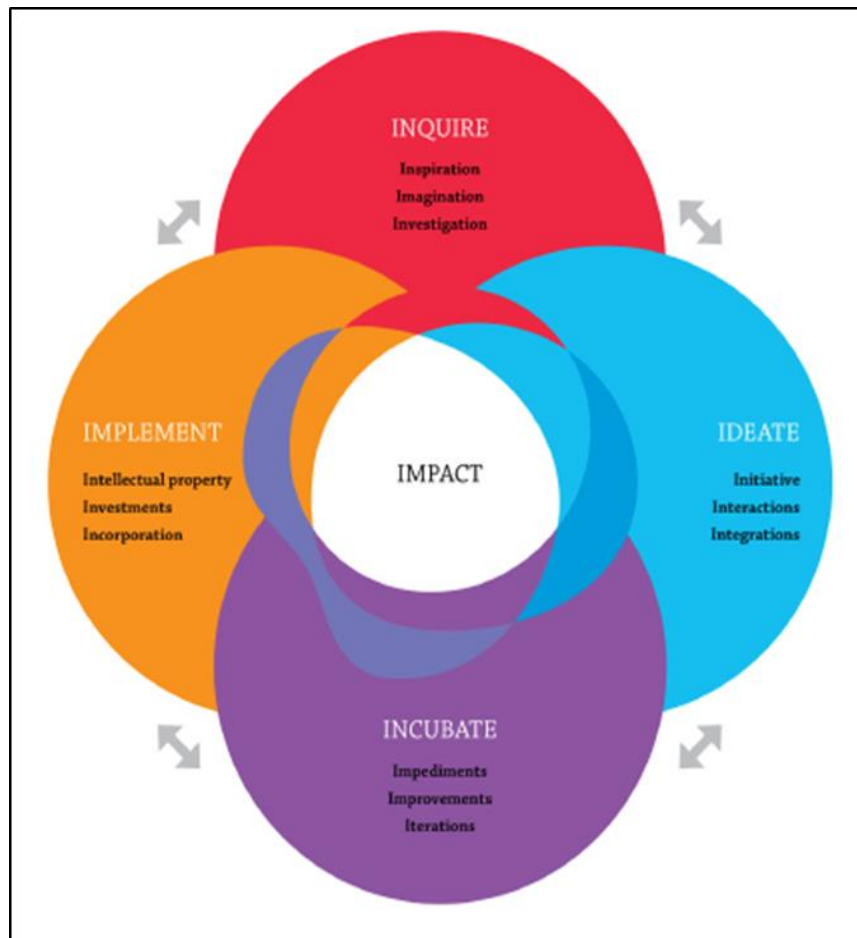 INQUIRE
Inspiration
Imagination
Investigation
IMPLEMENT
Intellectual property
Investments
Incorporation
IMPACT
IDEATE
Initiative
Interactions
Integrations
INCUBATE
Impediments
Improvements
Iterations